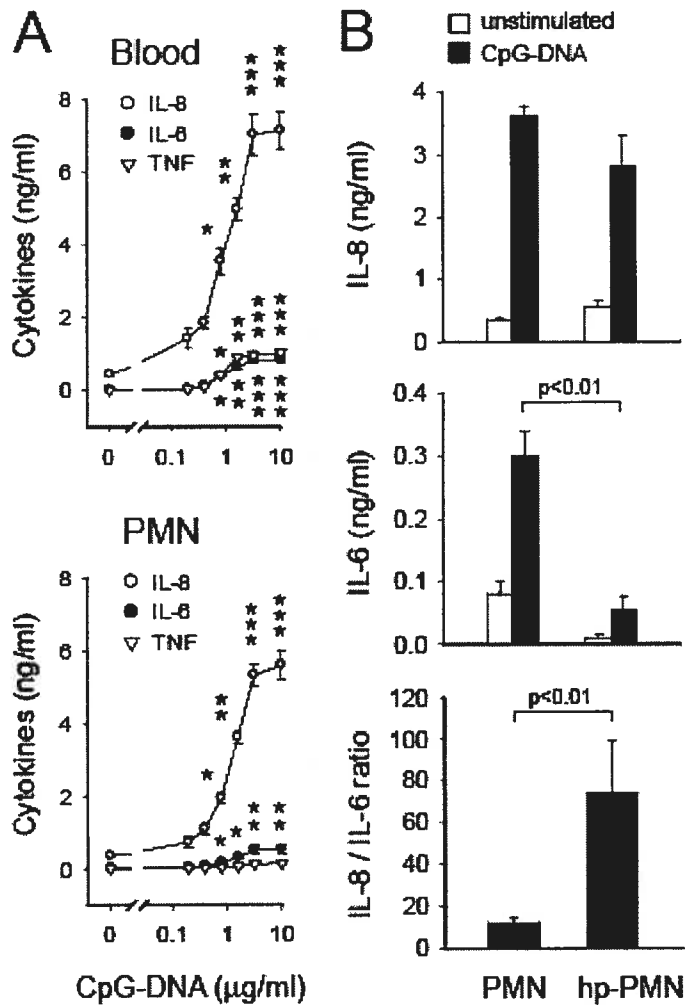 A
Blood
IL-8
IL-6
TNF
* ** *** ***
* ** *** ***
* ** *** ***
Cytokines (ng/ml)
8
6
4
2
0
0 0.1 1 10
PMN
IL-8
IL-6
TNF
* ** *** ***
* * ** **
Cytokines (ng/ml)
8
6
4
2
0
0 0.1 1 10
CpG-DNA (µg/ml)
B
unstimulated
CpG-DNA
IL-8 (ng/ml)
4
3
2
1
0
IL-6 (ng/ml)
0.4
0.3
0.2
0.1
0.0
p<0.01
IL-8 / IL-6 ratio
120
100
80
60
40
20
0
p<0.01
PMN hp-PMN